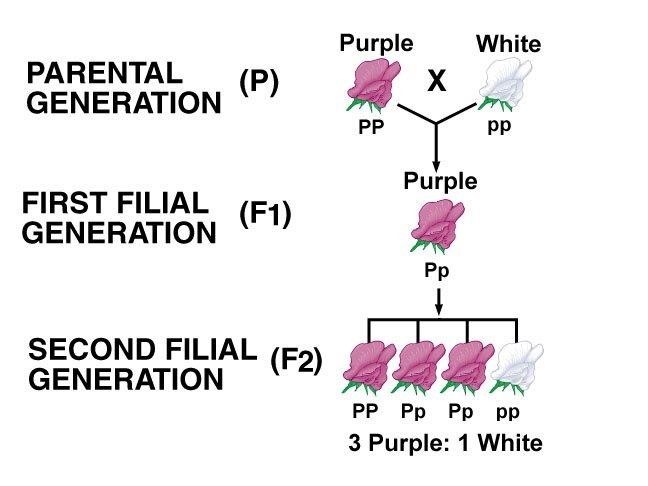 Purple White
PARENTAL (P)
GENERATION
X
PP pp
Purple
FIRST FILIAL (F1)
GENERATION
Pp
SECOND FILIAL (F2)
GENERATION
PP Pp Pp pp
3 Purple: 1 White